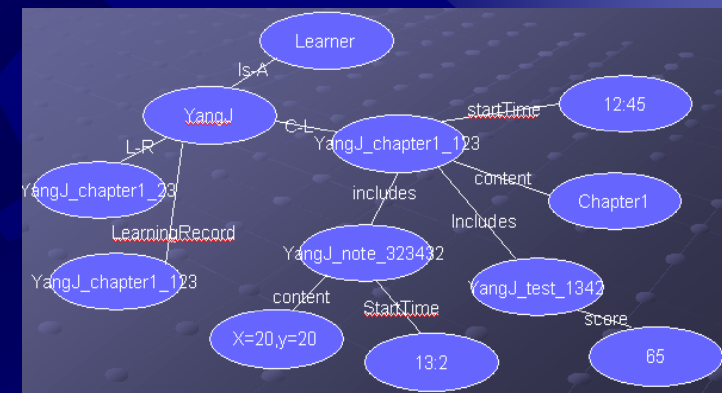 Learner
Is-A
YangJ
C-L
startTime
12:45
YangJ_chapter1_123
L-R
YangJ_chapter1_23
content
Chapter1
includes
Includes
LearningRecord
YangJ_note_323432
YangJ_chapter1_123
YangJ_test_1342
content
StartTime
score
X=20,y=20
13:2
65